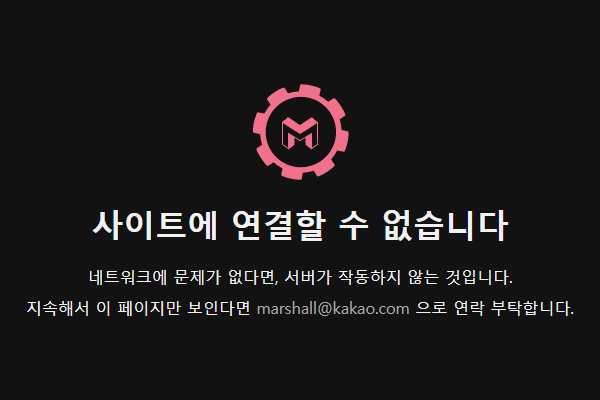 사이트에 연결할 수 없습니다
네트워크에 문제가 없다면, 서버가 작동하지 않는 것입니다.
지속해서 이 페이지만 보인다면 marshall@kakao.com 으로 연락 부탁합니다.